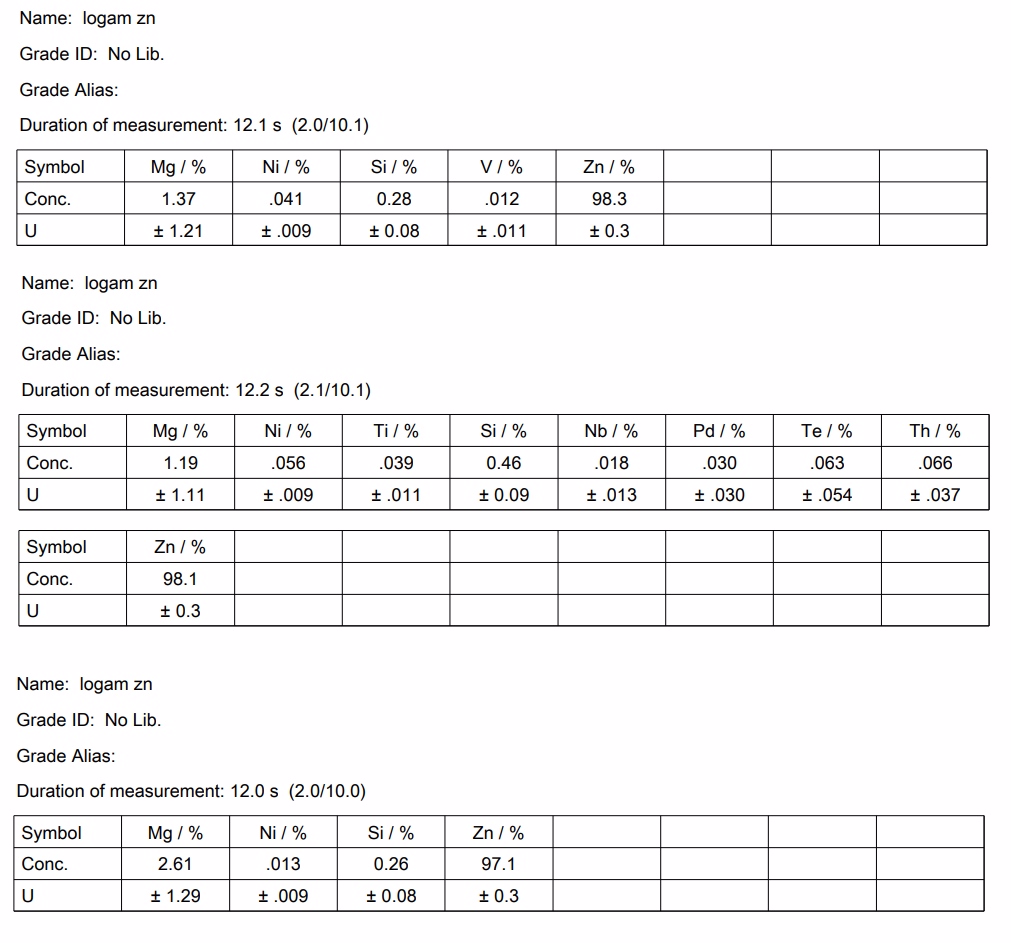 Name: logam zn
Grade ID: No Lib.
Grade Alias:
Duration of measurement: 12.1 s (2.0/10.1)
Symbol Mg / % Ni / % Si / % V / % Zn / %
Conc. 1.37 .041 0.28 .012 98.3
U ± 1.21 ± .009 ± 0.08 ± .011 ± 0.3
Name: logam zn
Grade ID: No Lib.
Grade Alias:
Duration of measurement: 12.2 s (2.1/10.1)
Symbol Mg / % Ni / % Ti / % Si / % Nb / % Pd / % Te / % Th / %
Conc. 1.19 .056 .039 0.46 .018 .030 .063 .066
U ± 1.11 ± .009 ± .011 ± 0.09 ± .013 ± .030 ± .054 ± .037
Symbol Zn / %
Conc. 98.1
U ± 0.3
Name: logam zn
Grade ID: No Lib.
Grade Alias:
Duration of measurement: 12.0 s (2.0/10.0)
Symbol Mg / % Ni / % Si / % Zn / %
Conc. 2.61 .013 0.26 97.1
U ± 1.29 ± .009 ± 0.08 ± 0.3